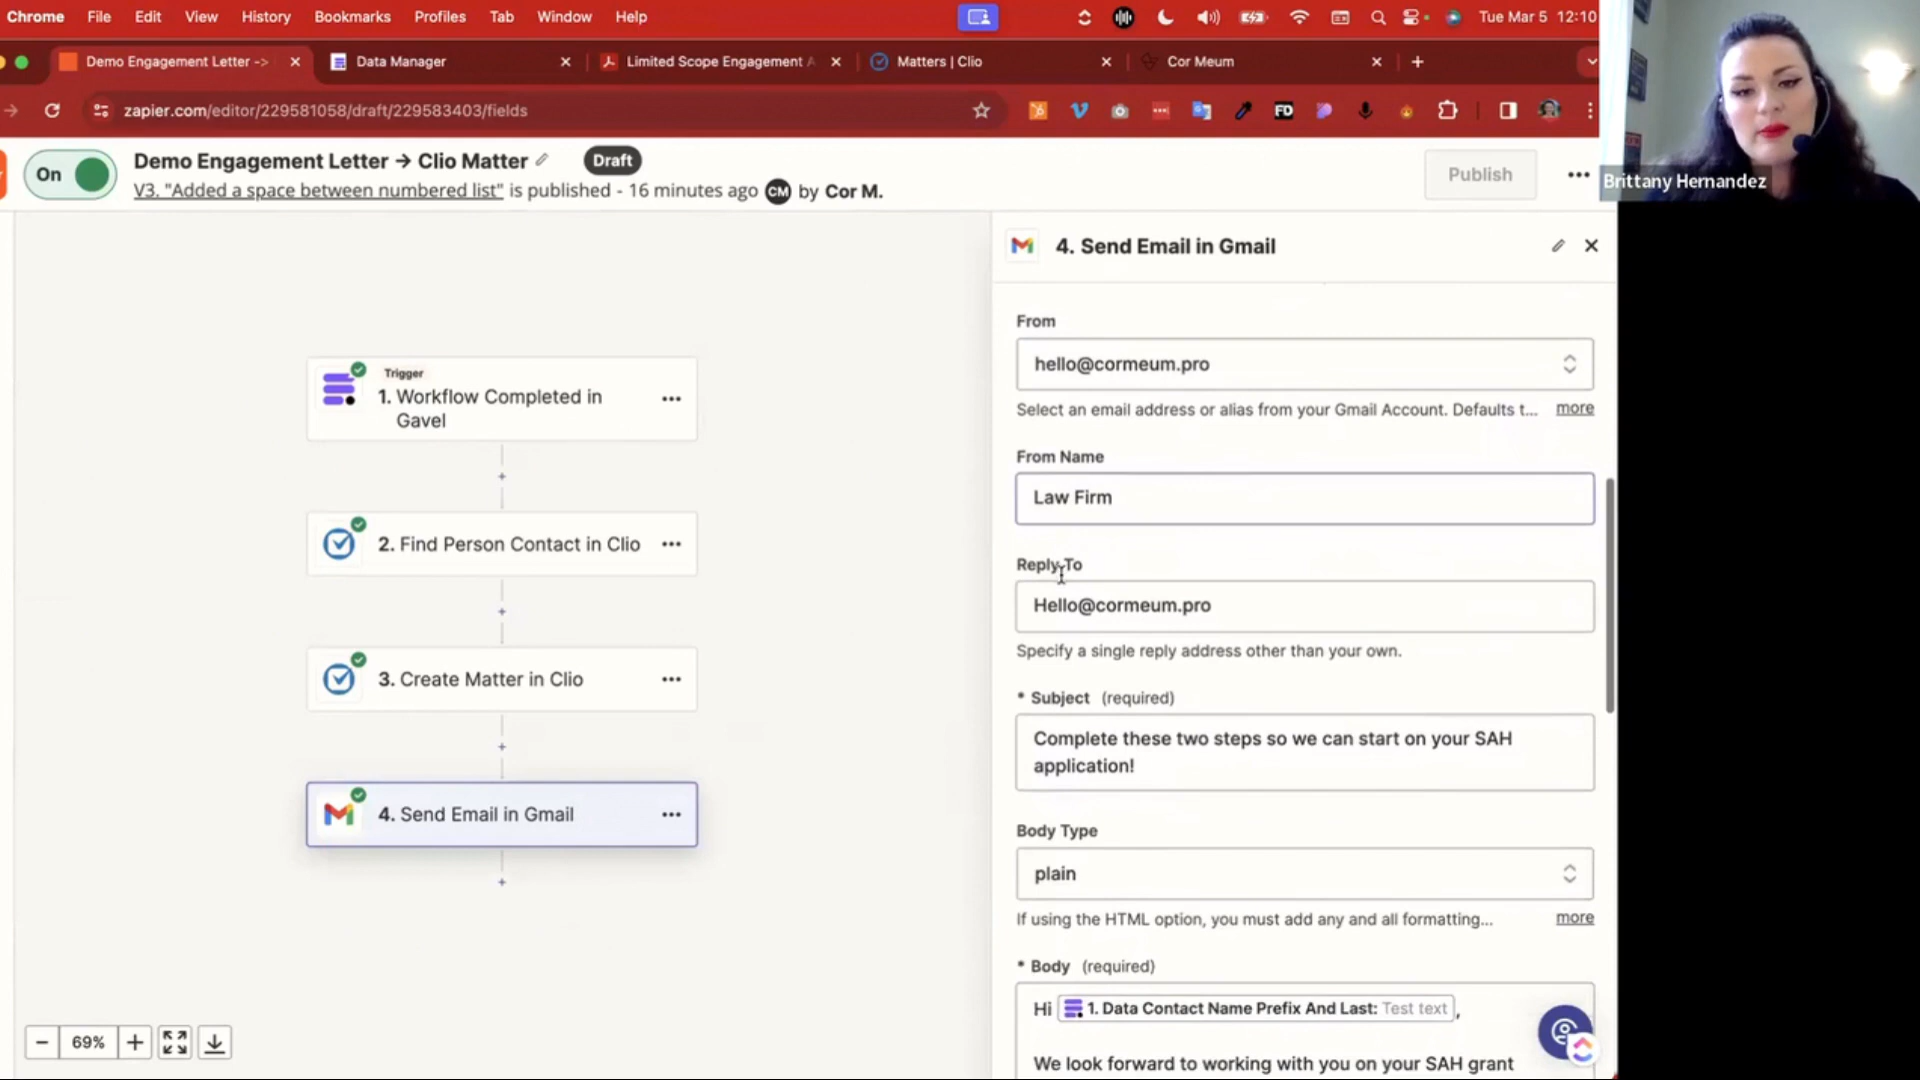 Chrome File Edit View History Bookmarks Profiles Tab Window Help
Tue Mar 5 12:10
Demo Engagement Letter ->
Data Manager
Limited Scope Engagement A
Matters | Clio
Cor Meum
zapier.com/editor/229581058/draft/229583403/fields
FD
On
Demo Engagement Letter → Clio Matter
Draft
V3. "Added a space between numbered list" is published - 16 minutes ago CM by Cor M.
Publish
Brittany Hernandez
Trigger
1. Workflow Completed in
Gavel
2. Find Person Contact in Clio
3. Create Matter in Clio
4. Send Email in Gmail
69%
4. Send Email in Gmail
From
hello@cormeum.pro
Select an email address or alias from your Gmail Account. Defaults t... more
From Name
Law Firm
Reply To
Hello@cormeum.pro
Specify a single reply address other than your own.
* Subject (required)
Complete these two steps so we can start on your SAH
application!
Body Type
plain
If using the HTML option, you must add any and all formatting... more
* Body (required)
Hi 1. Data Contact Name Prefix And Last: Test text ,
We look forward to working with you on your SAH grant